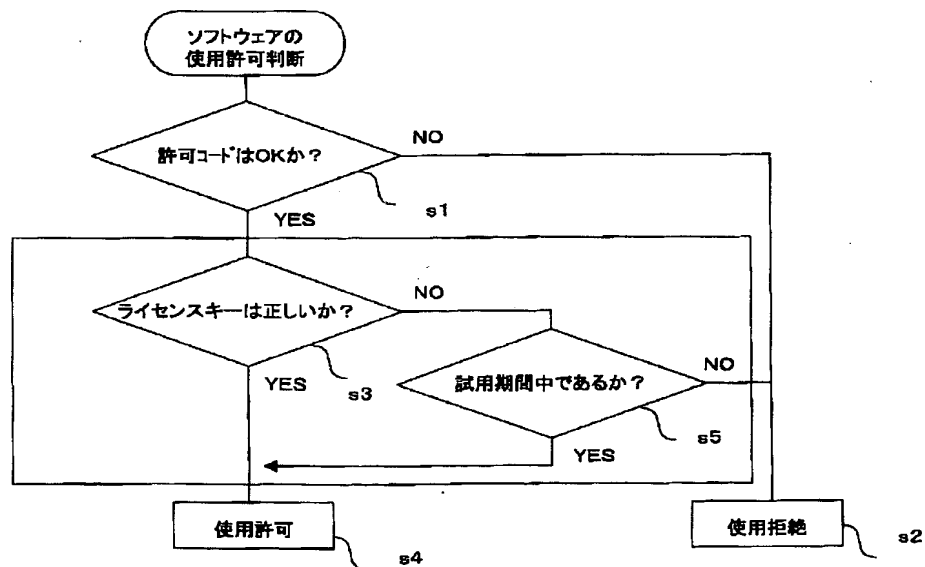 ソフトウェアの
使用許可判断
許可コードはOKか？
NO
s1
YES
ライセンスキーは正しいか？
NO
s3
YES
試用期間中であるか？
NO
s5
YES
使用許可
s4
使用拒絶
s2